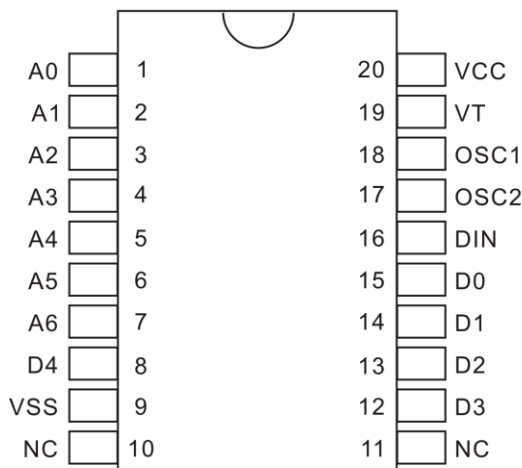 A0 1 20 VCC
A1 2 19 VT
A2 3 18 OSC1
A3 4 17 OSC2
A4 5 16 DIN
A5 6 15 D0
A6 7 14 D1
D4 8 13 D2
VSS 9 12 D3
NC 10 11 NC